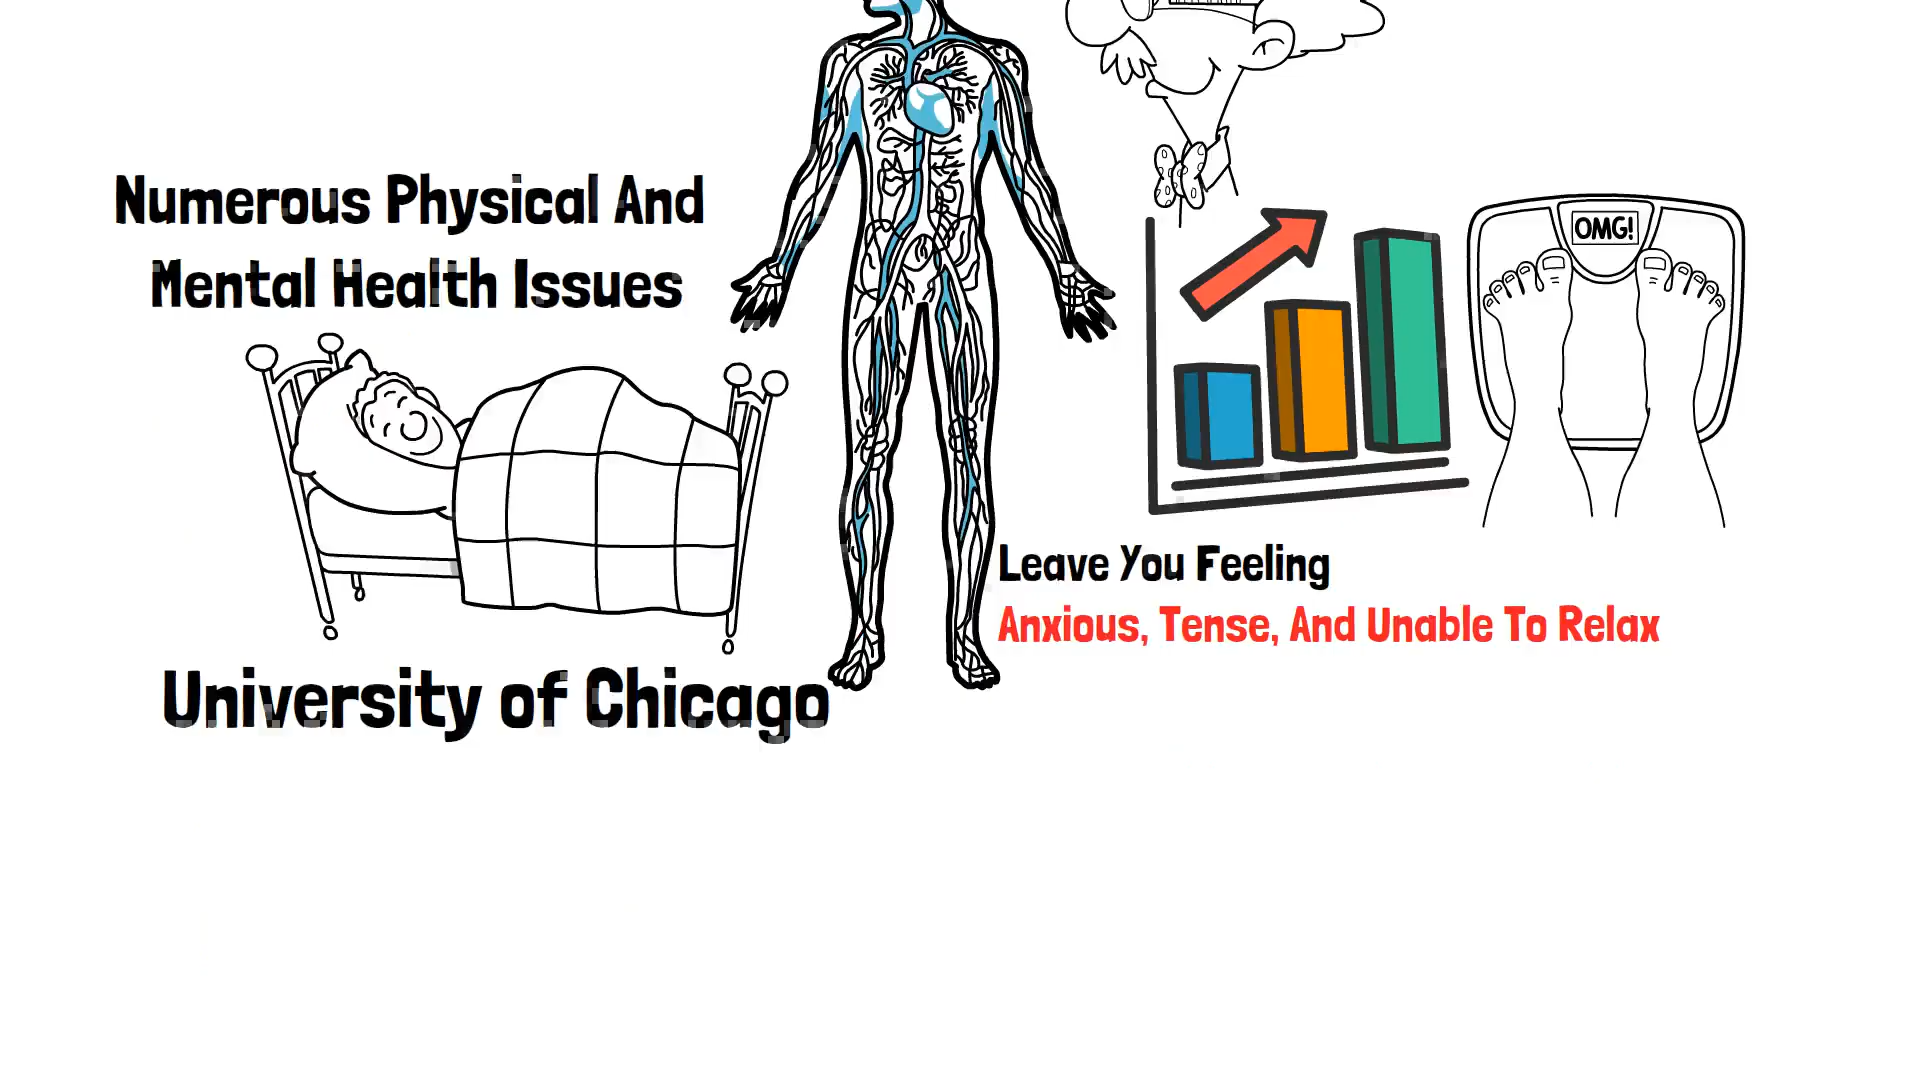 Numerous Physical And
Mental Health Issues
OMG!
Leave You Feeling
Anxious, Tense, And Unable To Relax
University of Chicago